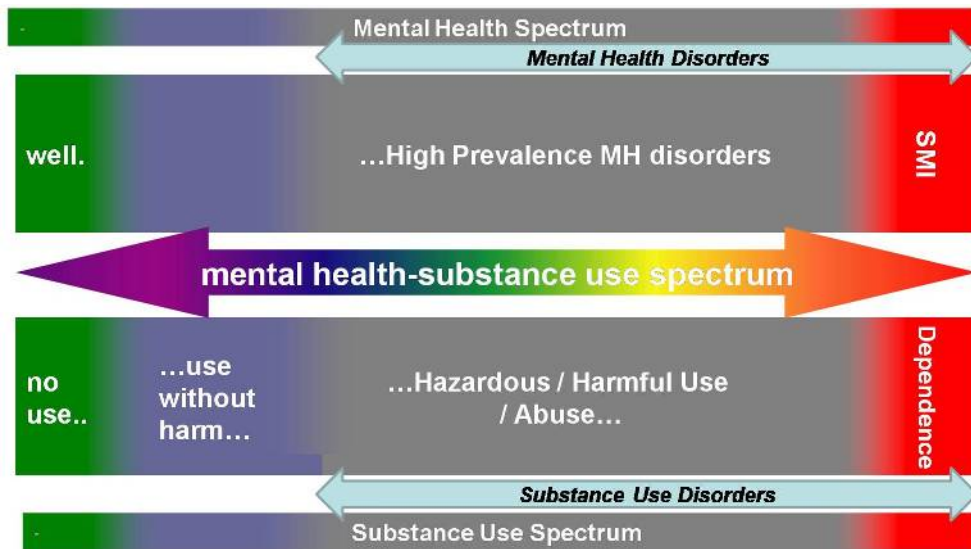 Mental Health Spectrum
Mental Health Disorders
well.
…High Prevalence MH disorders
SMI
mental health-substance use spectrum
no
use..
…use
without
harm…
…Hazardous / Harmful Use
/ Abuse…
Dependence
Substance Use Disorders
Substance Use Spectrum